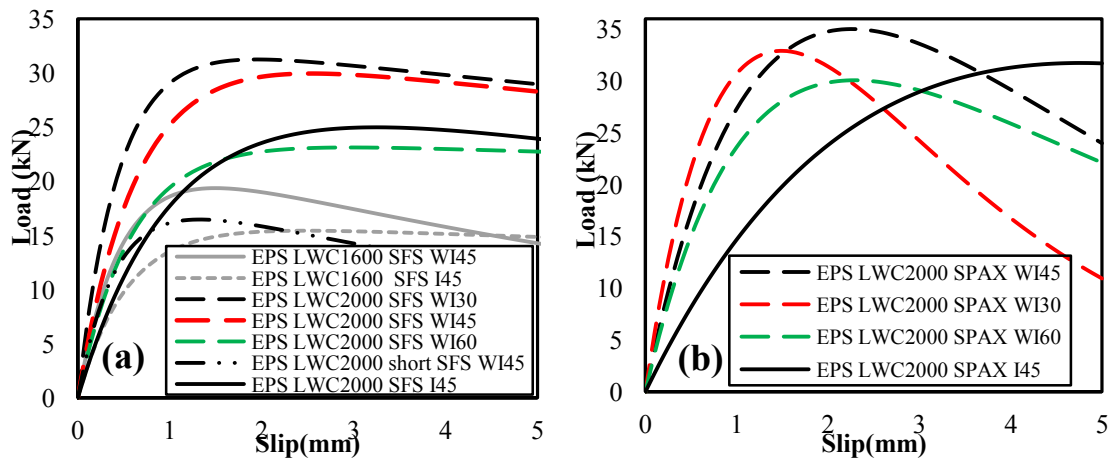 (a)
Load (kN)
35
30
25
20
15
10
5
0
EPS LWC1600 SFS WI45
EPS LWC1600 SFS I45
EPS LWC2000 SFS WI30
EPS LWC2000 SFS WI45
EPS LWC2000 SFS WI60
EPS LWC2000 short SFS WI45
EPS LWC2000 SFS I45
0 1 2 3 4 5
Slip(mm)
(b)
Load (kN)
35
30
25
20
15
10
5
0
EPS LWC2000 SPAX WI45
EPS LWC2000 SPAX WI30
EPS LWC2000 SPAX WI60
EPS LWC2000 SPAX I45
0 1 2 3 4 5
Slip(mm)